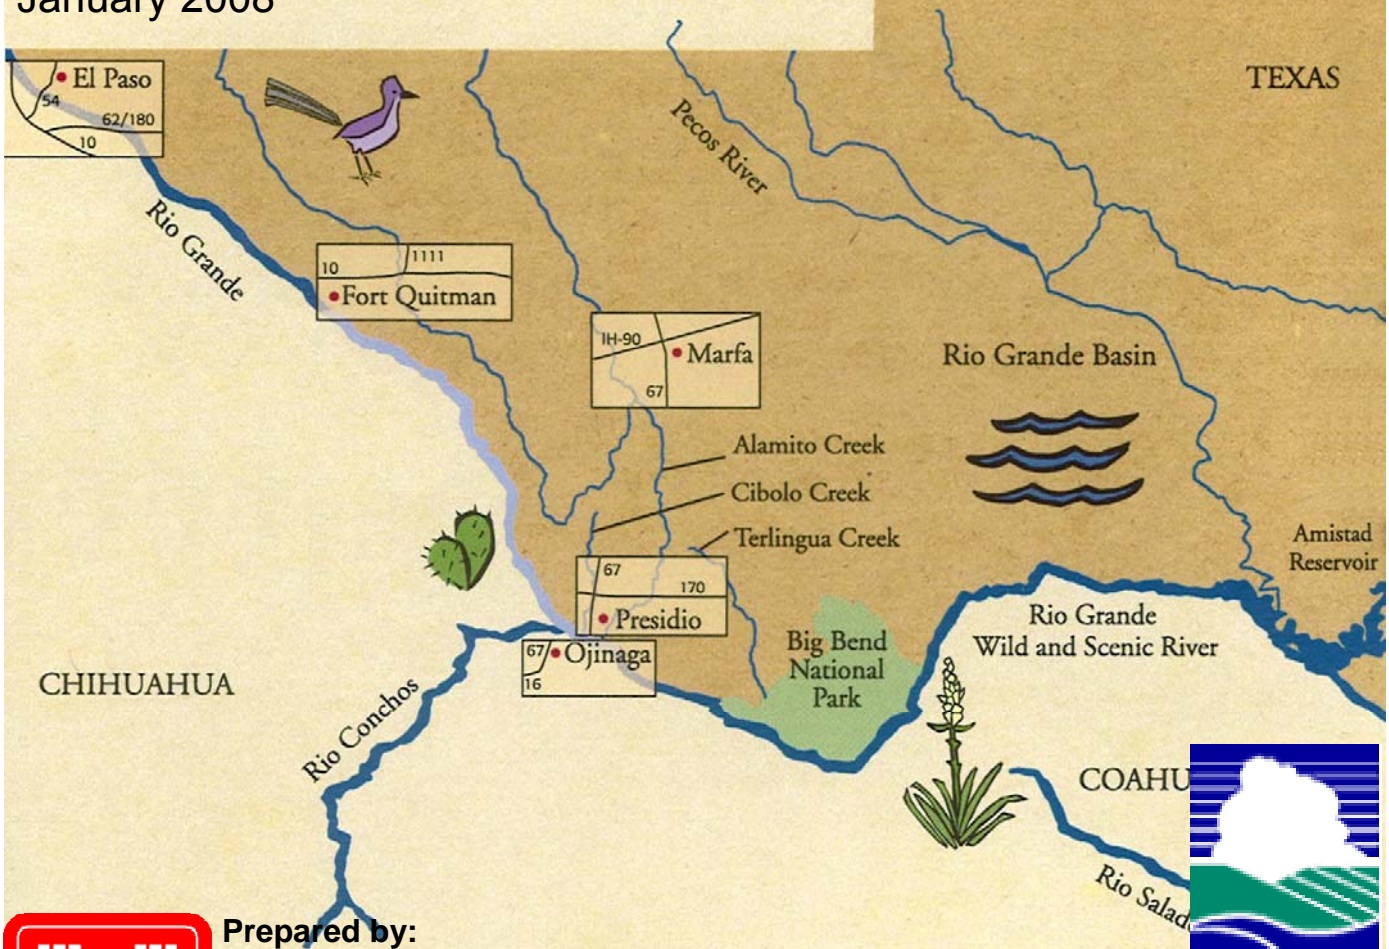 January 2008
TEXAS
El Paso
54
62/180
10
Pecos River
Rio Grande
1111
10
Fort Quitman
IH-90
Marfa
67
Rio Grande Basin
Alamito Creek
Cibolo Creek
Terlingua Creek
Amistad
Reservoir
67
170
Presidio
67
Ojinaga
16
Rio Grande
Wild and Scenic River
Big Bend
National
Park
CHIHUAHUA
Rio Conchos
COAHU
Rio Salad
Prepared by: